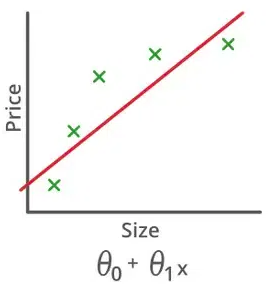 Price
Size
θ₀ + θ₁x